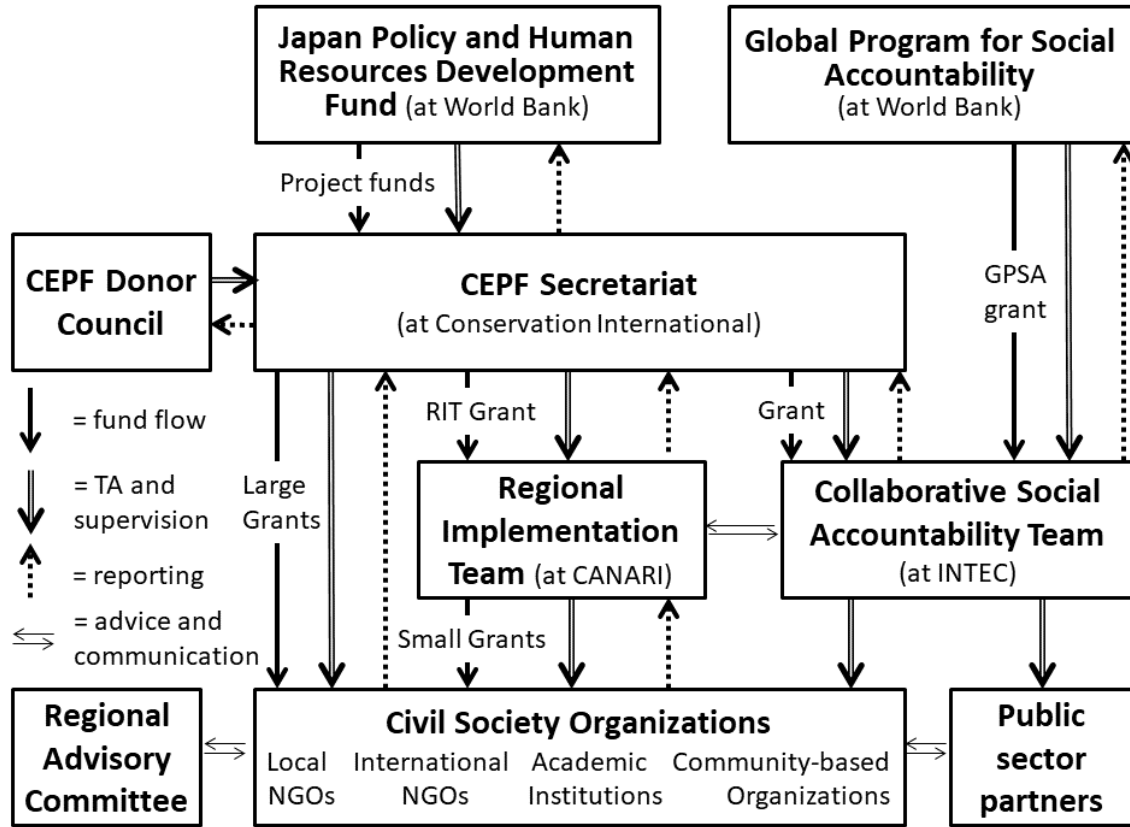 Japan Policy and Human
Resources Development
Fund (at World Bank)
Global Program for Social
Accountability
(at World Bank)
Project funds
CEPF Donor
Council
CEPF Secretariat
(at Conservation International)
GPSA
grant
= fund flow
= TA and
supervision
= reporting
= advice and
communication
Large
Grants
RIT Grant
Grant
Regional
Implementation
Team (at CANARI)
Collaborative Social
Accountability Team
(at INTEC)
Small Grants
Regional
Advisory
Committee
Civil Society Organizations
Local
NGOs
International
NGOs
Academic
Institutions
Community-based
Organizations
Public
sector
partners